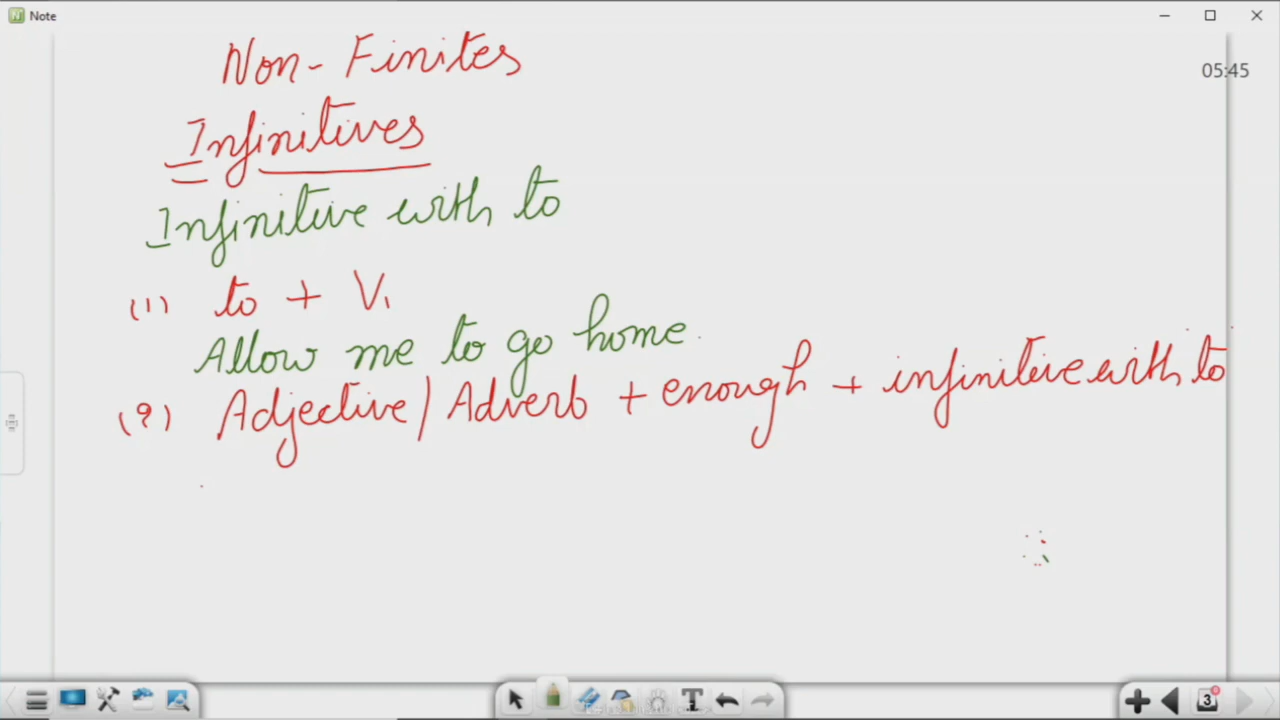 Note
05:45
Non-Finites
Infinitives
Infinitive with to
(1) to + V1
Allow me to go home.
(2) Adjective / Adverb + enough + infinitive with to
3